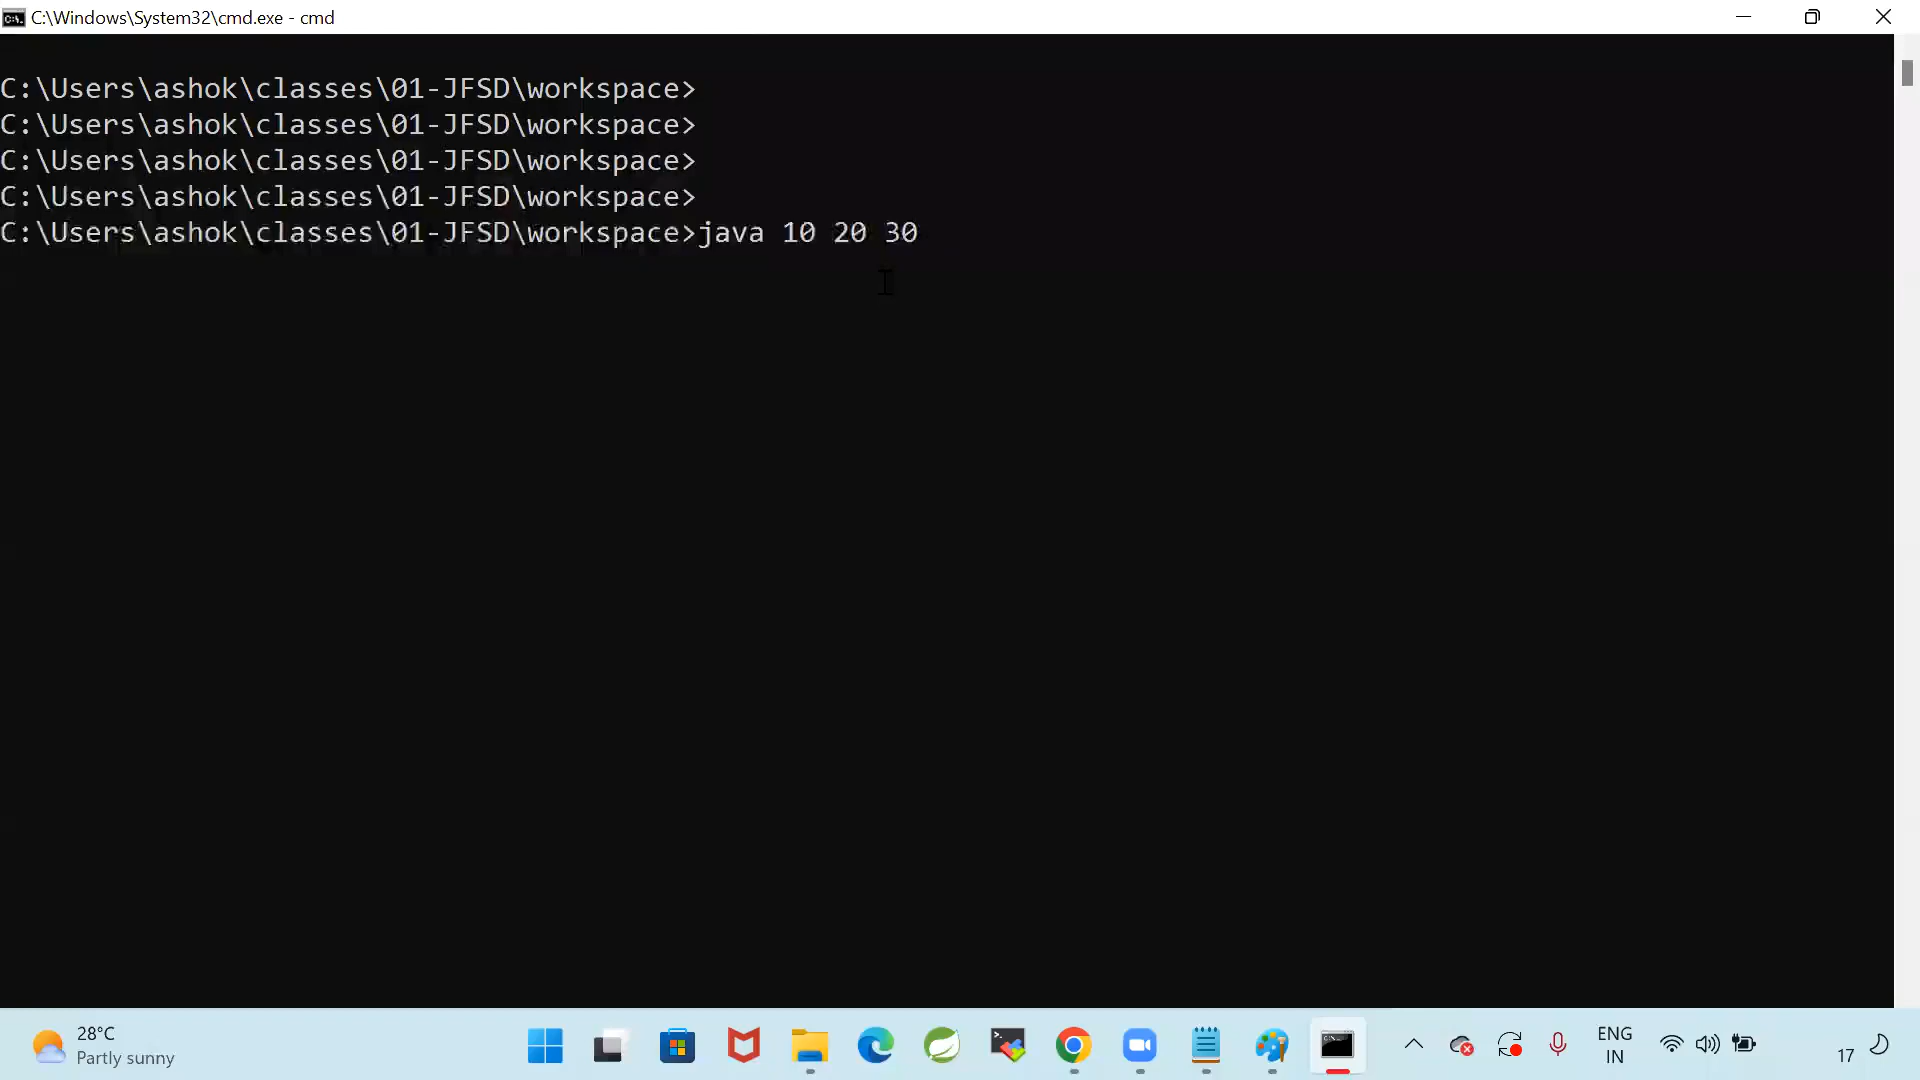 C:\Windows\System32\cmd.exe - cmd
C:\Users\ashok\classes\01-JFSD\workspace>
C:\Users\ashok\classes\01-JFSD\workspace>
C:\Users\ashok\classes\01-JFSD\workspace>
C:\Users\ashok\classes\01-JFSD\workspace>
C:\Users\ashok\classes\01-JFSD\workspace>java 10 20 30
28°C
Partly sunny
ENG
IN
17